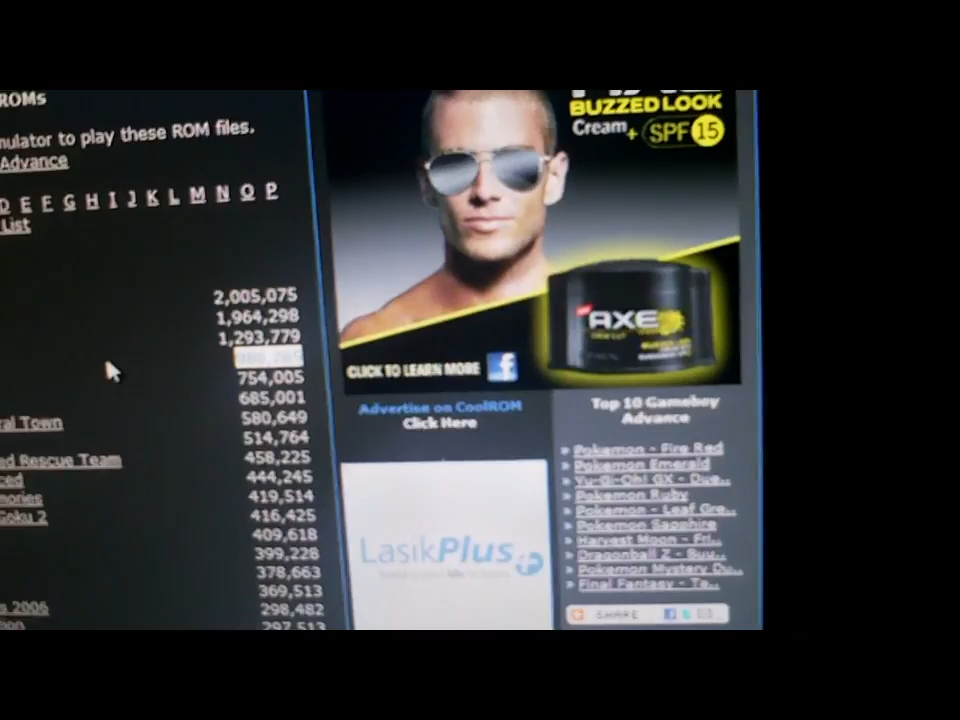 ROMs
mulator to play these ROM files.
Advance
D E F G H I J K L M N O P
List
2,005,075
1,964,298
1,293,779
754,005
685,001
ral Town 580,649
514,764
ed Rescue Team 458,225
ced 444,245
mories 419,514
Goku 2 416,425
409,618
399,228
378,663
369,513
s 2006 298,482
297,513
BUZZED LOOK
Cream+ SPF 15
AXE
CLICK TO LEARN MORE f
Advertise on CoolROM
Click Here
LasikPlus
Top 10 Gameboy
Advance
» Pokemon - Fire Red
» Pokemon Emerald
» Yu-Gi-Oh! GX - Due..
» Pokemon Ruby
» Pokemon - Leaf Gre..
» Pokemon Sapphire
» Harvest Moon - Fri..
» Dragonball Z - Buu..
» Pokemon Mystery Du..
» Final Fantasy - Ta..
SHARE